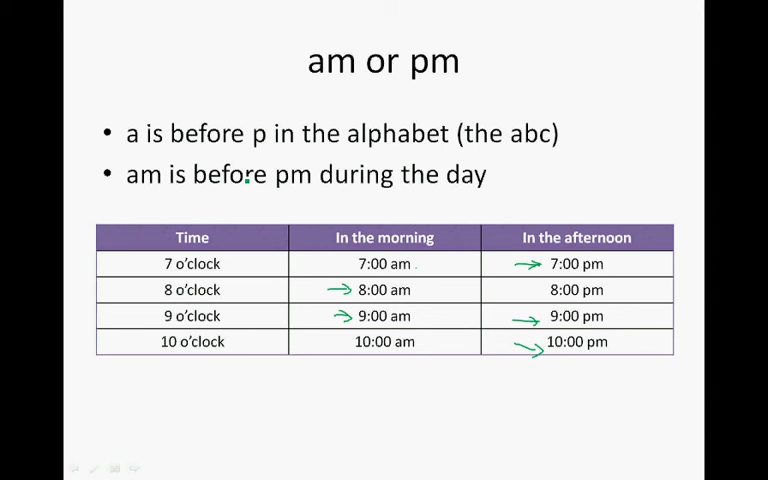 am or pm
• a is before p in the alphabet (the abc)
• am is before pm during the day
Time In the morning In the afternoon
7 o'clock 7:00 am 7:00 pm
8 o'clock 8:00 am 8:00 pm
9 o'clock 9:00 am 9:00 pm
10 o'clock 10:00 am 10:00 pm